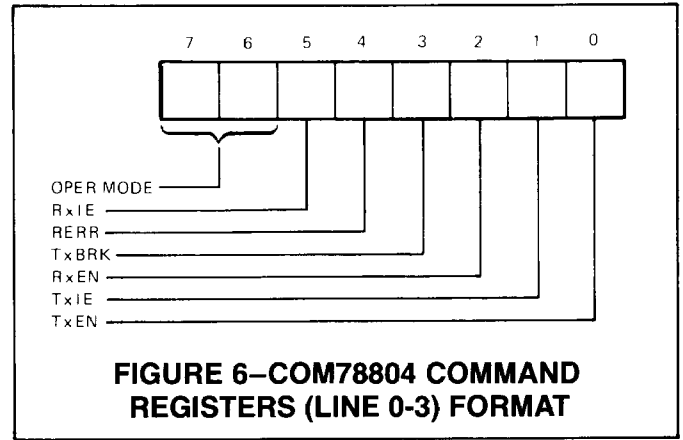 7 6 5 4 3 2 1 0
OPER MODE
RxIE
RERR
TxBRK
RxEN
TxIE
TxEN
FIGURE 6–COM78804 COMMAND
REGISTERS (LINE 0-3) FORMAT